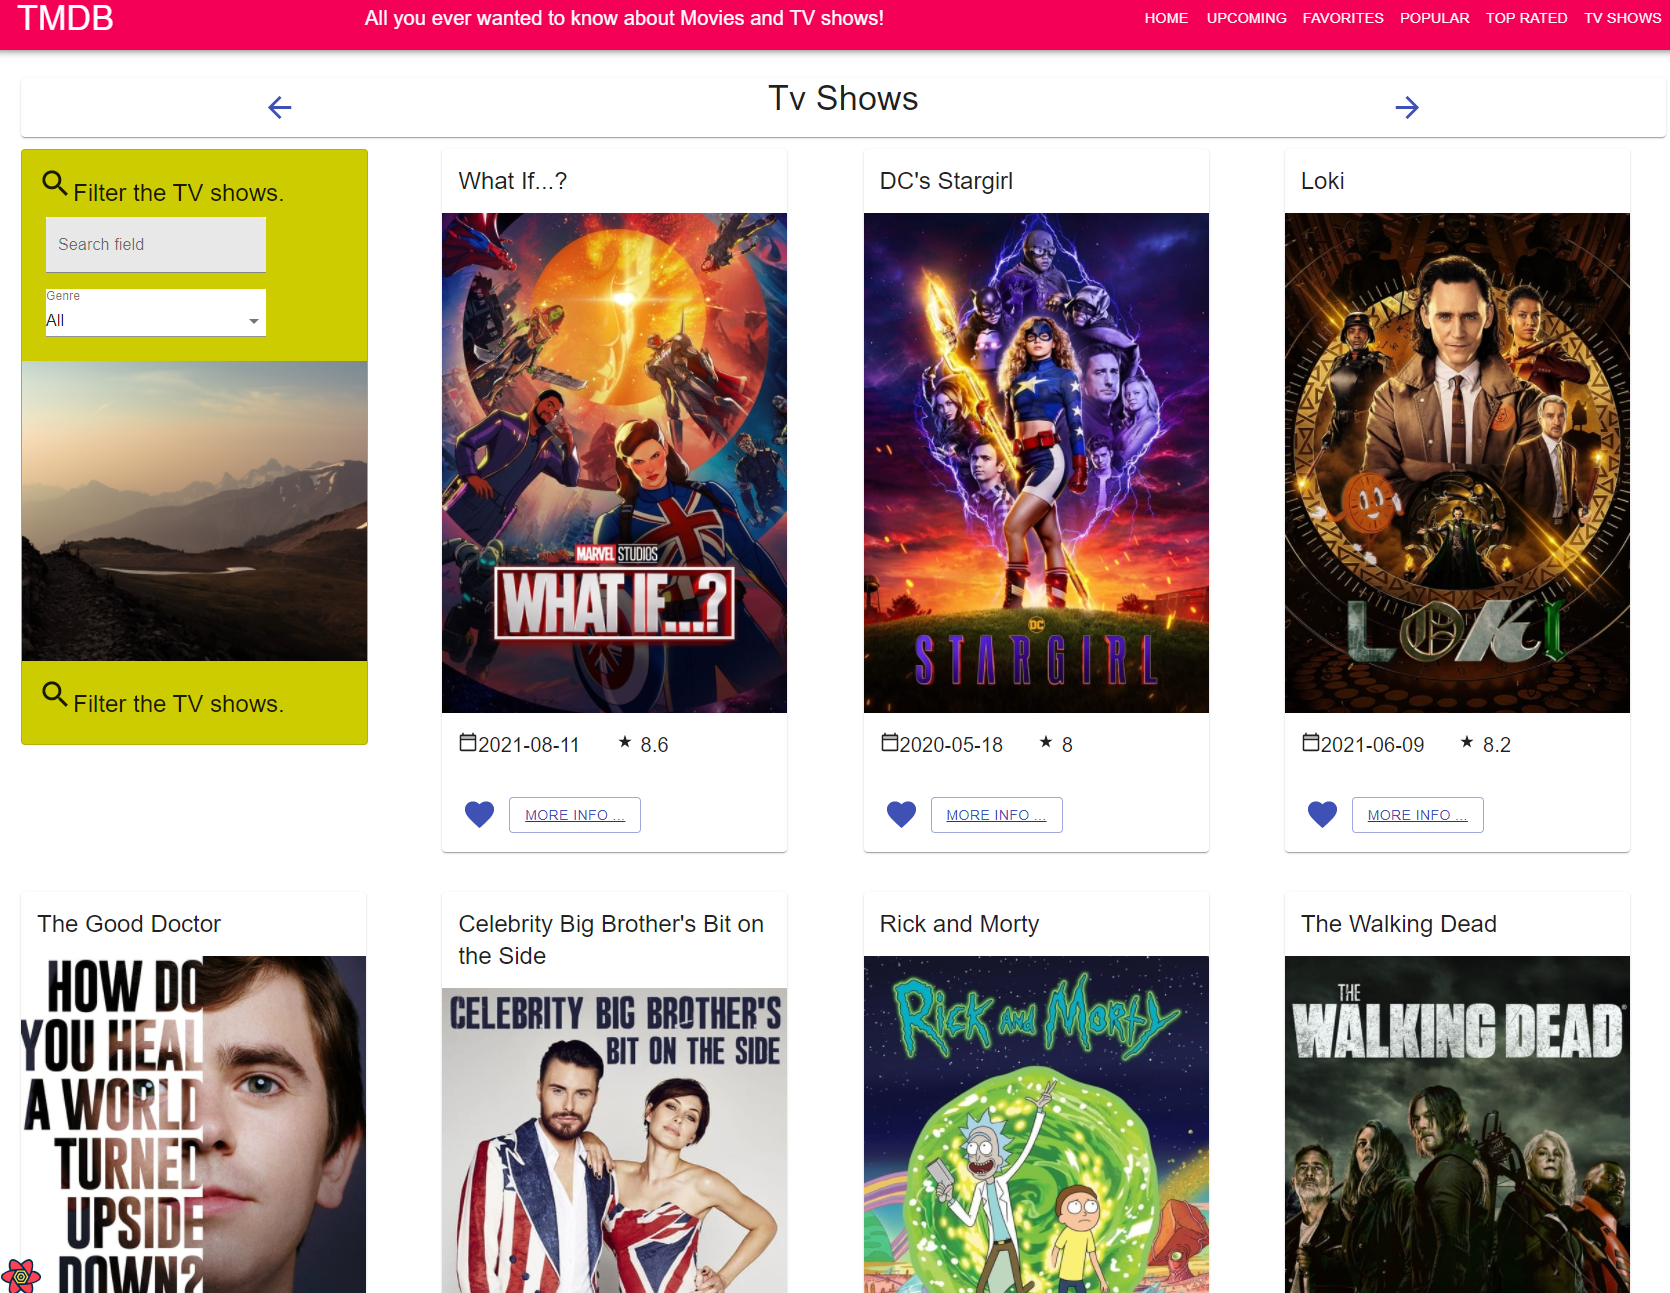 TMDB
All you ever wanted to know about Movies and TV shows!
HOME UPCOMING FAVORITES POPULAR TOP RATED TV SHOWS
Tv Shows
Filter the TV shows.
Search field
Genre
All
Filter the TV shows.
What If...?
MARVEL STUDIOS
WHAT IF...?
2021-08-11 8.6
MORE INFO ...
DC's Stargirl
DC
STARGIRL
2020-05-18 8
MORE INFO ...
Loki
LOKI
2021-06-09 8.2
MORE INFO ...
The Good Doctor
HOW DO
YOU HEAL
A WORLD
TURNED
UPSIDE
DOWN?
Celebrity Big Brother's Bit on
the Side
CELEBRITY BIG BROTHER'S
BIT ON THE SIDE
Rick and Morty
RICK AND MORTY
The Walking Dead
THE
WALKING DEAD